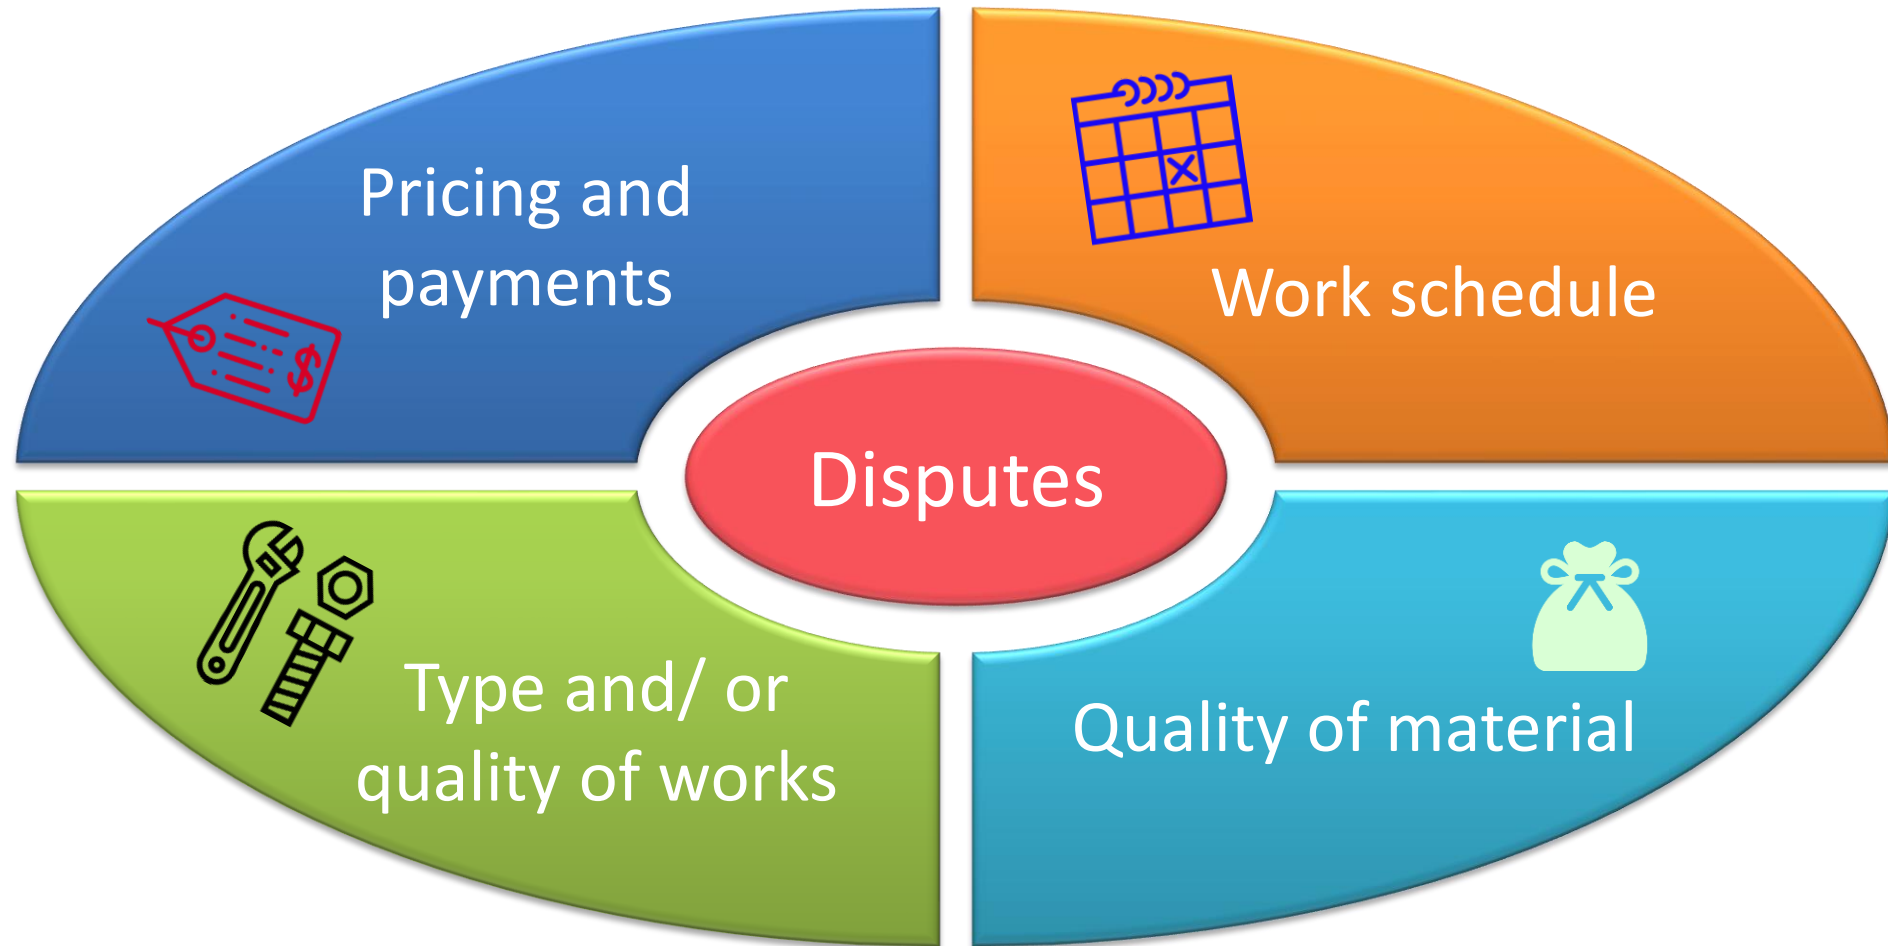 Pricing and
payments
Work schedule
Disputes
Type and/ or
quality of works
Quality of material